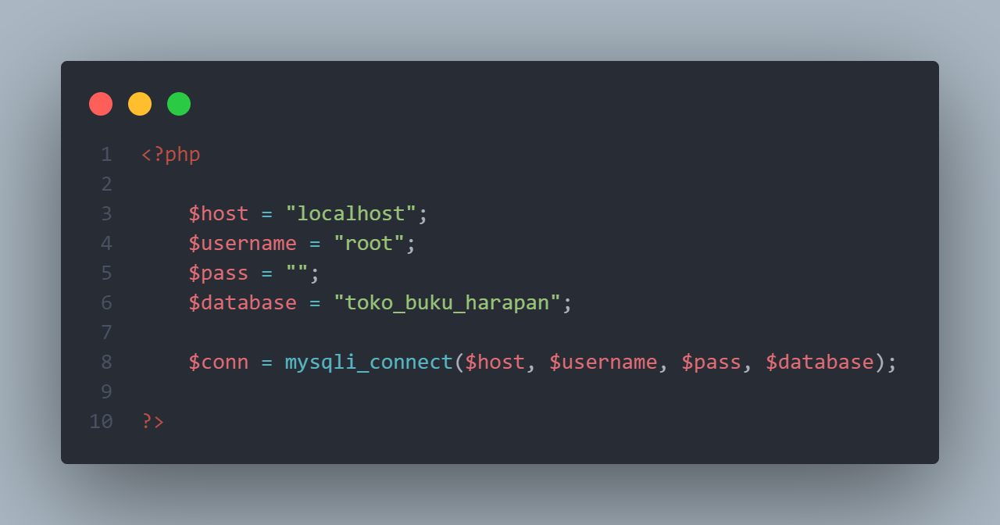 1 <?php
2
3 $host = "localhost";
4 $username = "root";
5 $pass = "";
6 $database = "toko_buku_harapan";
7
8 $conn = mysqli_connect($host, $username, $pass, $database);
9
10 ?>